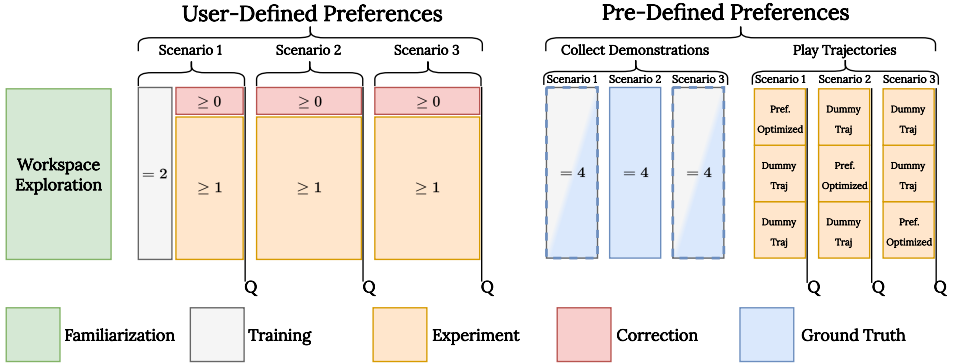 User-Defined Preferences
Pre-Defined Preferences
Scenario 1
Scenario 2
Scenario 3
Collect Demonstrations
Play Trajectories
Scenario 1
Scenario 2
Scenario 3
Scenario 1
Scenario 2
Scenario 3
Workspace
Exploration
= 2
≥ 0
≥ 1
≥ 0
≥ 1
≥ 0
≥ 1
= 4
= 4
= 4
Pref.
Optimized
Dummy
Traj
Dummy
Traj
Dummy
Traj
Pref.
Optimized
Dummy
Traj
Dummy
Traj
Dummy
Traj
Pref.
Optimized
Q
Q
Q
Q
Q
Q
Familiarization
Training
Experiment
Correction
Ground Truth